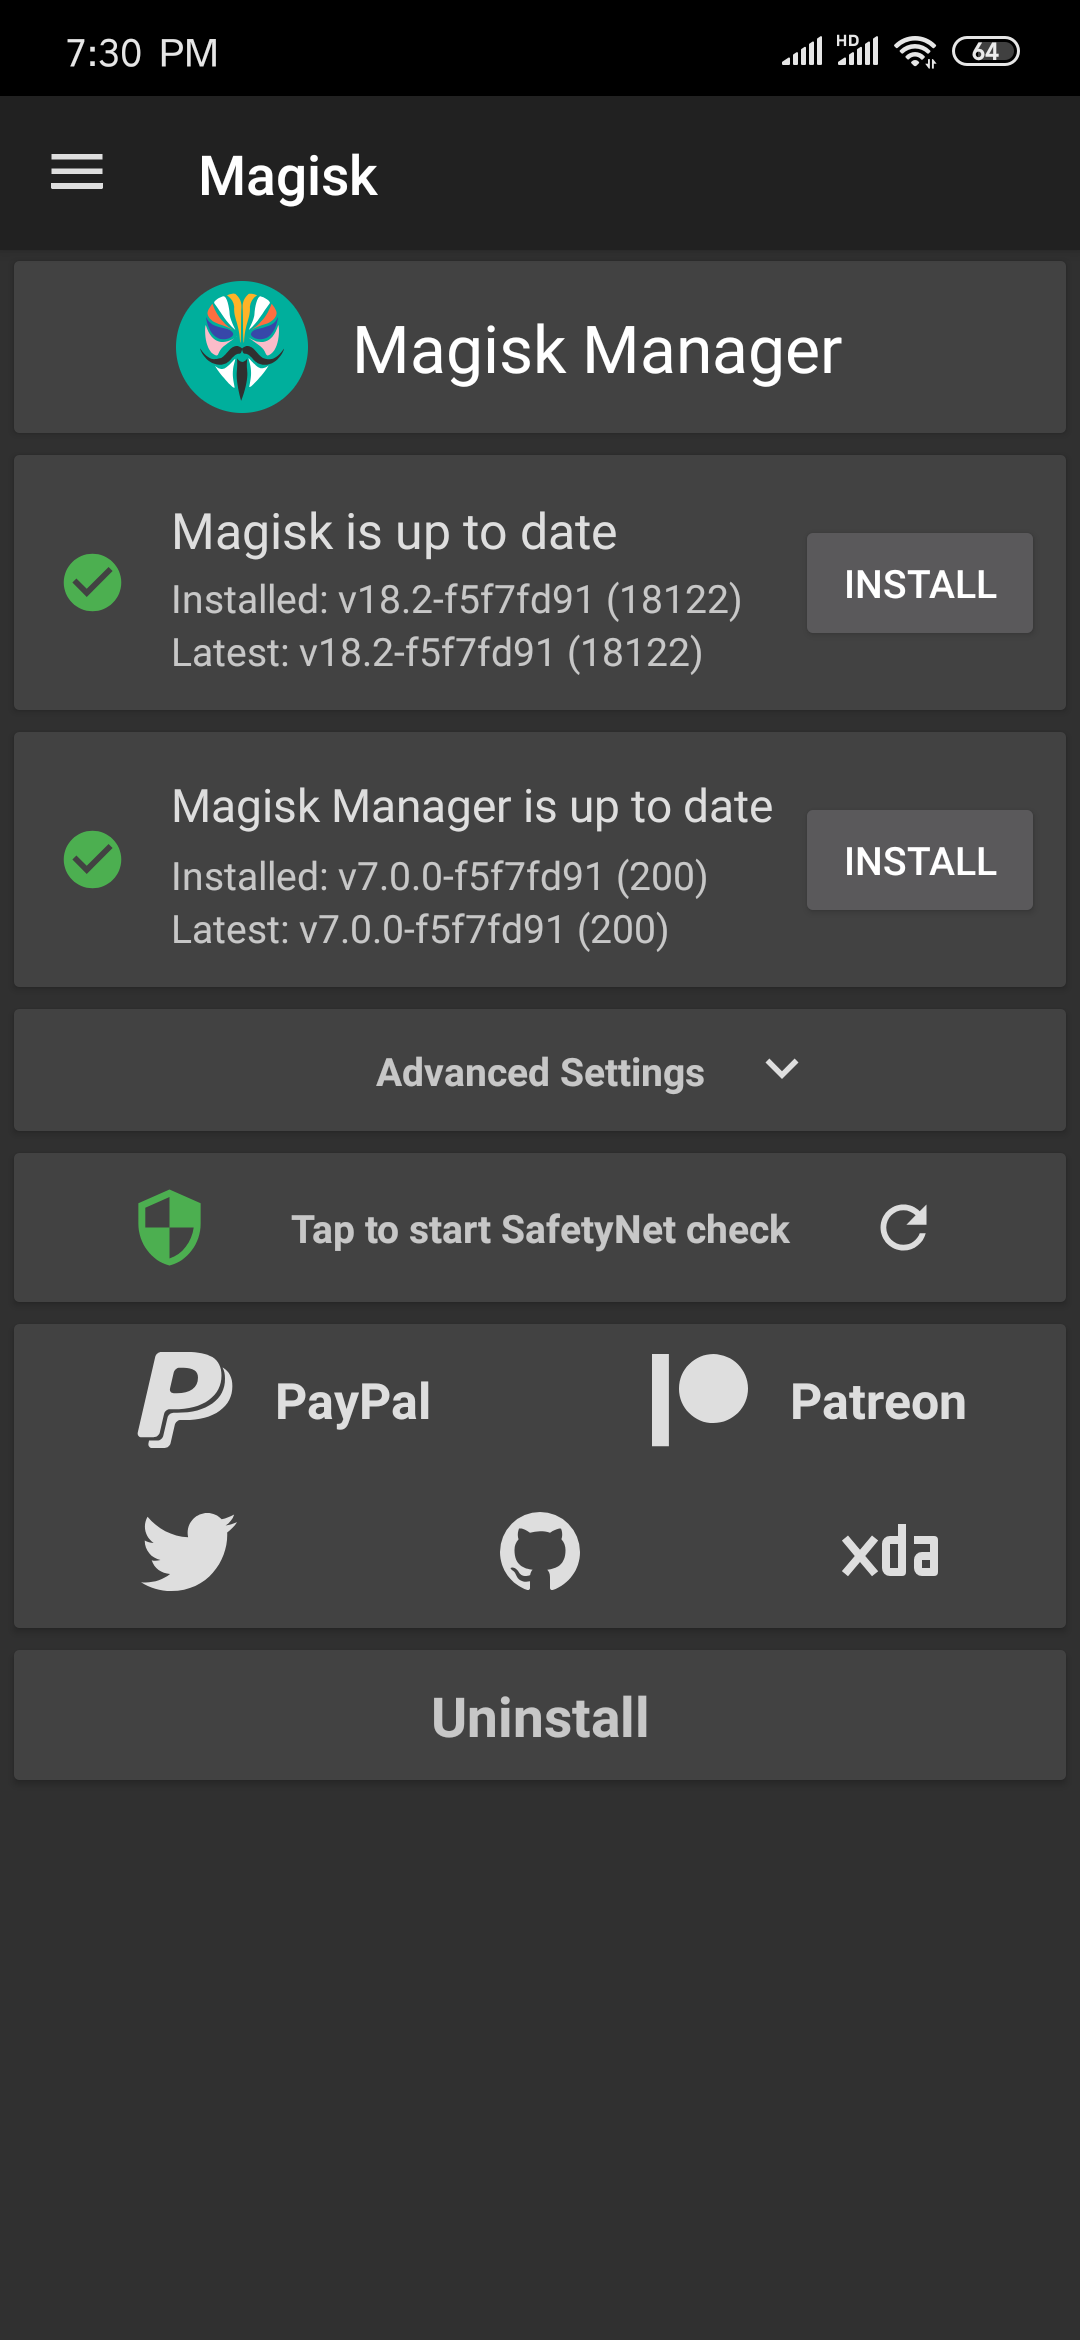 7:30 PM
HD
64
Magisk
Magisk Manager
Magisk is up to date
Installed: v18.2-f5f7fd91 (18122)
Latest: v18.2-f5f7fd91 (18122)
INSTALL
Magisk Manager is up to date
Installed: v7.0.0-f5f7fd91 (200)
Latest: v7.0.0-f5f7fd91 (200)
INSTALL
Advanced Settings
Tap to start SafetyNet check
PayPal
Patreon
xda
Uninstall